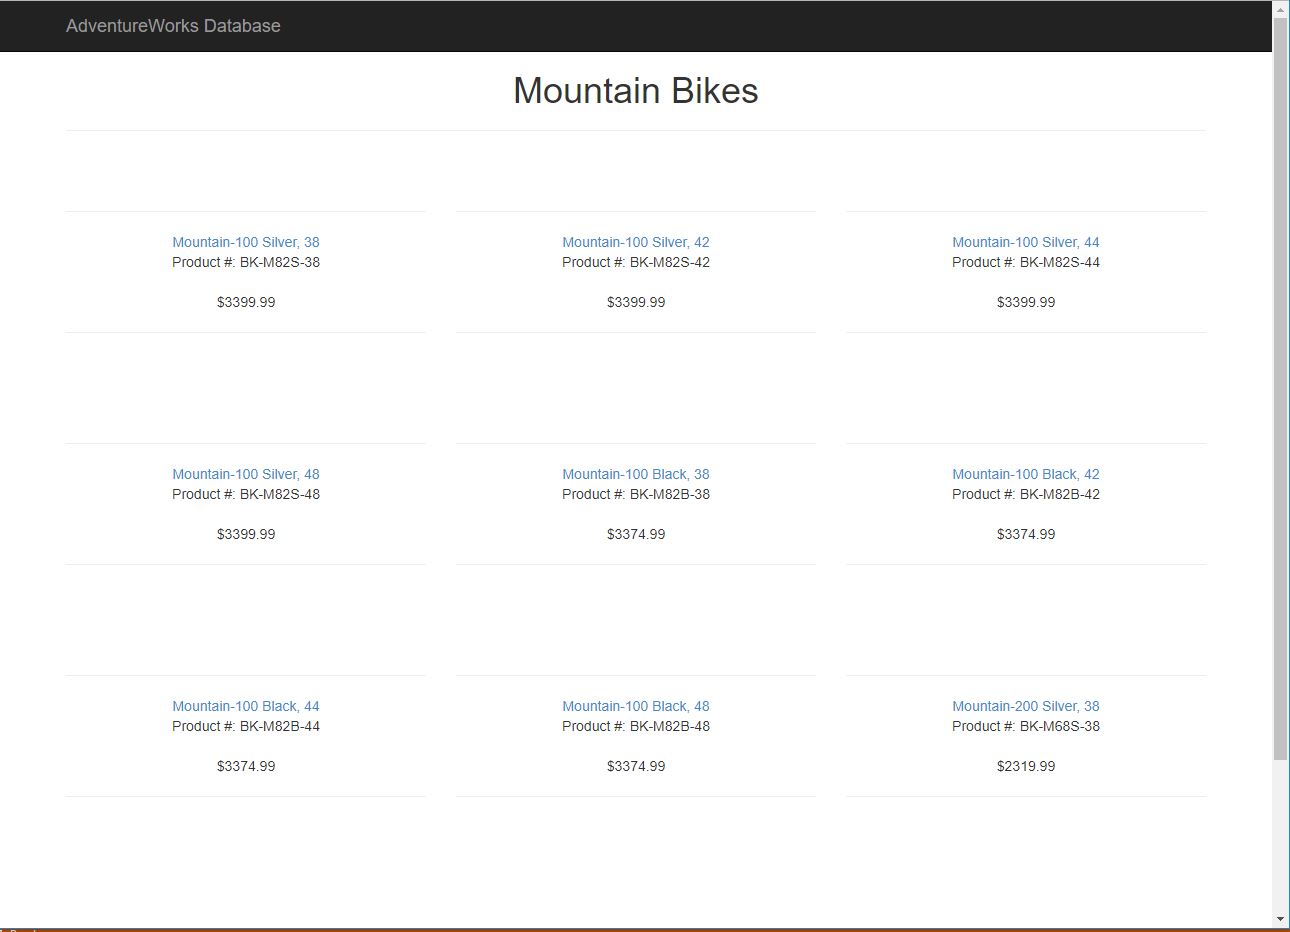 AdventureWorks Database
Mountain Bikes
Mountain-100 Silver, 38
Product #: BK-M82S-38
$3399.99
Mountain-100 Silver, 42
Product #: BK-M82S-42
$3399.99
Mountain-100 Silver, 44
Product #: BK-M82S-44
$3399.99
Mountain-100 Silver, 48
Product #: BK-M82S-48
$3399.99
Mountain-100 Black, 38
Product #: BK-M82B-38
$3374.99
Mountain-100 Black, 42
Product #: BK-M82B-42
$3374.99
Mountain-100 Black, 44
Product #: BK-M82B-44
$3374.99
Mountain-100 Black, 48
Product #: BK-M82B-48
$3374.99
Mountain-200 Silver, 38
Product #: BK-M68S-38
$2319.99